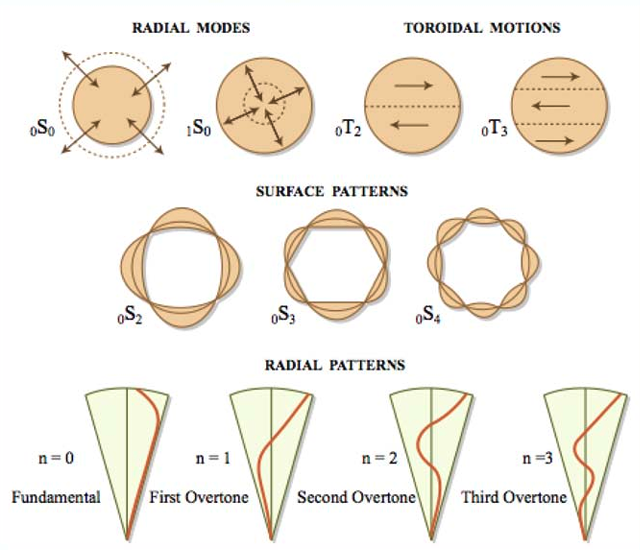 RADIAL MODES
TOROIDAL MOTIONS
₀S₀
₁S₀
₀T₂
₀T₃
SURFACE PATTERNS
₀S₂
₀S₃
₀S₄
RADIAL PATTERNS
n = 0
n = 1
n = 2
n =3
Fundamental
First Overtone
Second Overtone
Third Overtone